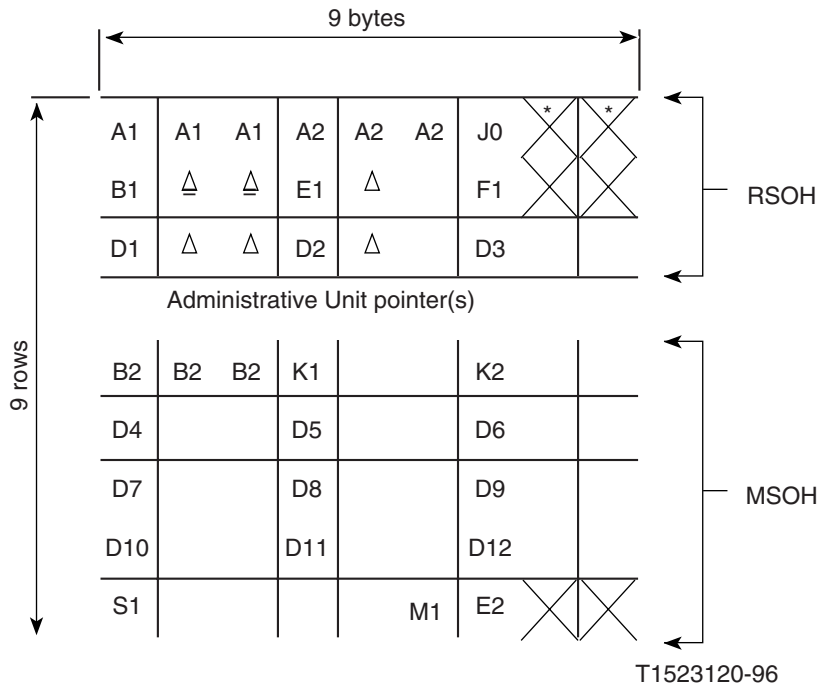 9 bytes
9 rows
* *
A1 A1 A1 A2 A2 A2 J0
B1 Δ Δ E1 Δ F1
RSOH
D1 Δ Δ D2 Δ D3
Administrative Unit pointer(s)
B2 B2 B2 K1 K2
D4 D5 D6
D7 D8 D9
MSOH
D10 D11 D12
S1 M1 E2
T1523120-96